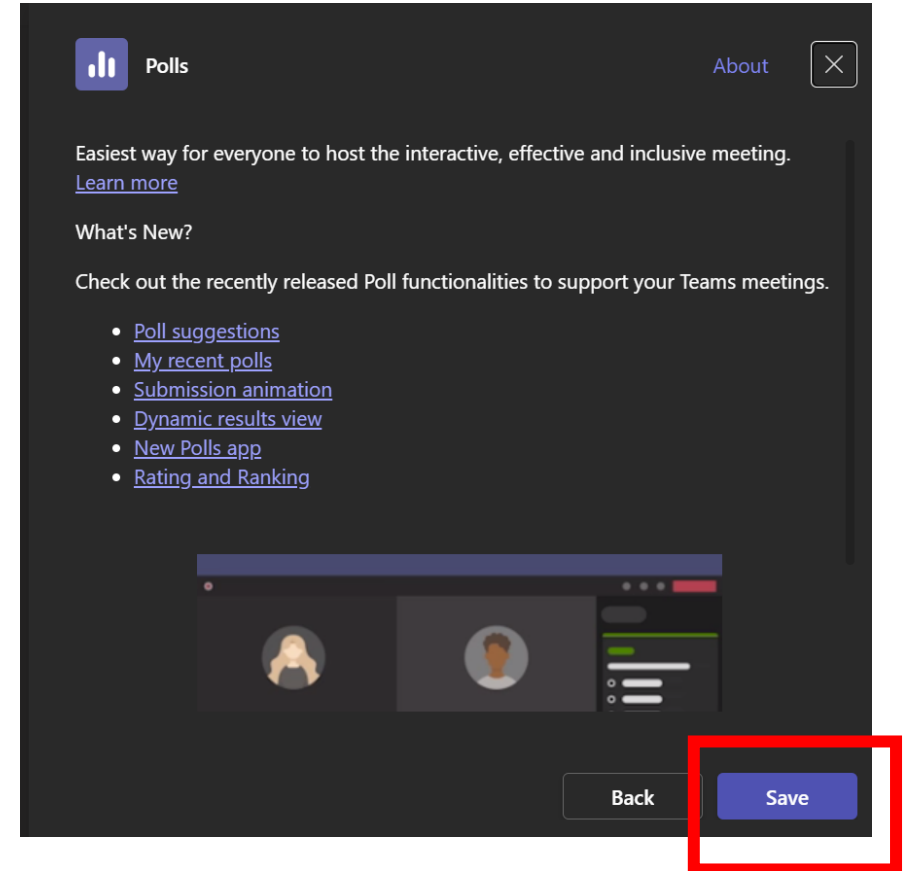 Polls
About
Easiest way for everyone to host the interactive, effective and inclusive meeting.
Learn more
What's New?
Check out the recently released Poll functionalities to support your Teams meetings.
Poll suggestions
My recent polls
Submission animation
Dynamic results view
New Polls app
Rating and Ranking
Back
Save